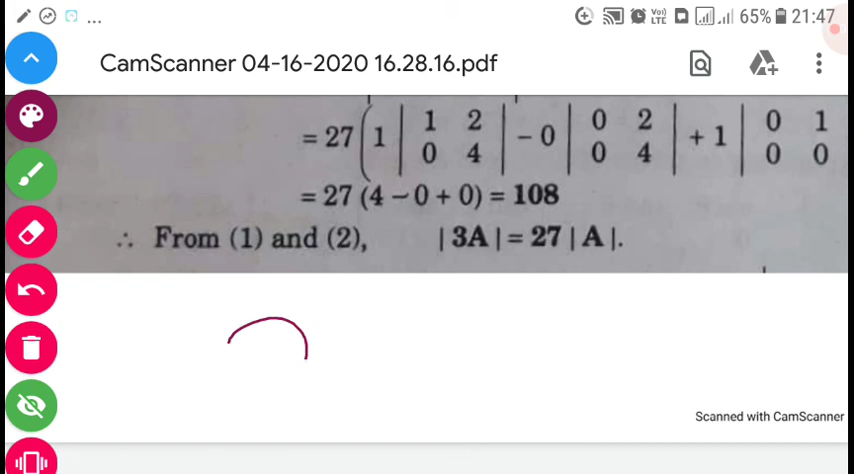 ... Vo)) LTE 65% 21:47
CamScanner 04-16-2020 16.28.16.pdf
= 27 ( 1 | 1 2 | - 0 | 0 2 | + 1 | 0 1
0 4 | 0 4 | 0 0
= 27 (4 – 0 + 0) = 108
∴ From (1) and (2), | 3A | = 27 | A |.
Scanned with CamScanner